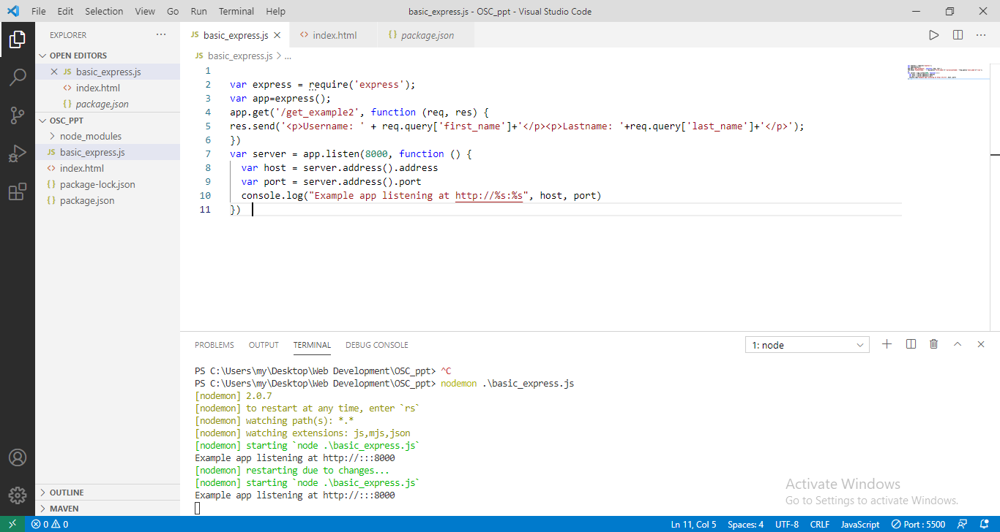 File Edit Selection View Go Run Terminal Help basic_express.js - OSC_ppt - Visual Studio Code
EXPLORER ···
OPEN EDITORS
JS basic_express.js
<> index.html
{} package.json
OSC_PPT
node_modules
JS basic_express.js
<> index.html
{} package-lock.json
{} package.json
OUTLINE
MAVEN
JS basic_express.js <> index.html {} package.json
JS basic_express.js > ...
1
2 var express = require('express');
3 var app=express();
4 app.get('/get_example2', function (req, res) {
5 res.send('<p>Username: ' + req.query['first_name']+'</p><p>Lastname: '+req.query['last_name']+'</p>');
6 })
7 var server = app.listen(8000, function () {
8 var host = server.address().address
9 var port = server.address().port
10 console.log("Example app listening at http://%s:%s", host, port)
11 })
PROBLEMS OUTPUT TERMINAL DEBUG CONSOLE 1: node
PS C:\Users\my\Desktop\Web Development\OSC_ppt> ^C
PS C:\Users\my\Desktop\Web Development\OSC_ppt> nodemon .\basic_express.js
[nodemon] 2.0.7
[nodemon] to restart at any time, enter `rs`
[nodemon] watching path(s): *.*
[nodemon] watching extensions: js,mjs,json
[nodemon] starting `node .\basic_express.js`
Example app listening at http://:::8000
[nodemon] restarting due to changes...
[nodemon] starting `node .\basic_express.js`
Example app listening at http://:::8000
Activate Windows
Go to Settings to activate Windows.
0 0 Ln 11, Col 5 Spaces: 4 UTF-8 CRLF JavaScript Port : 5500